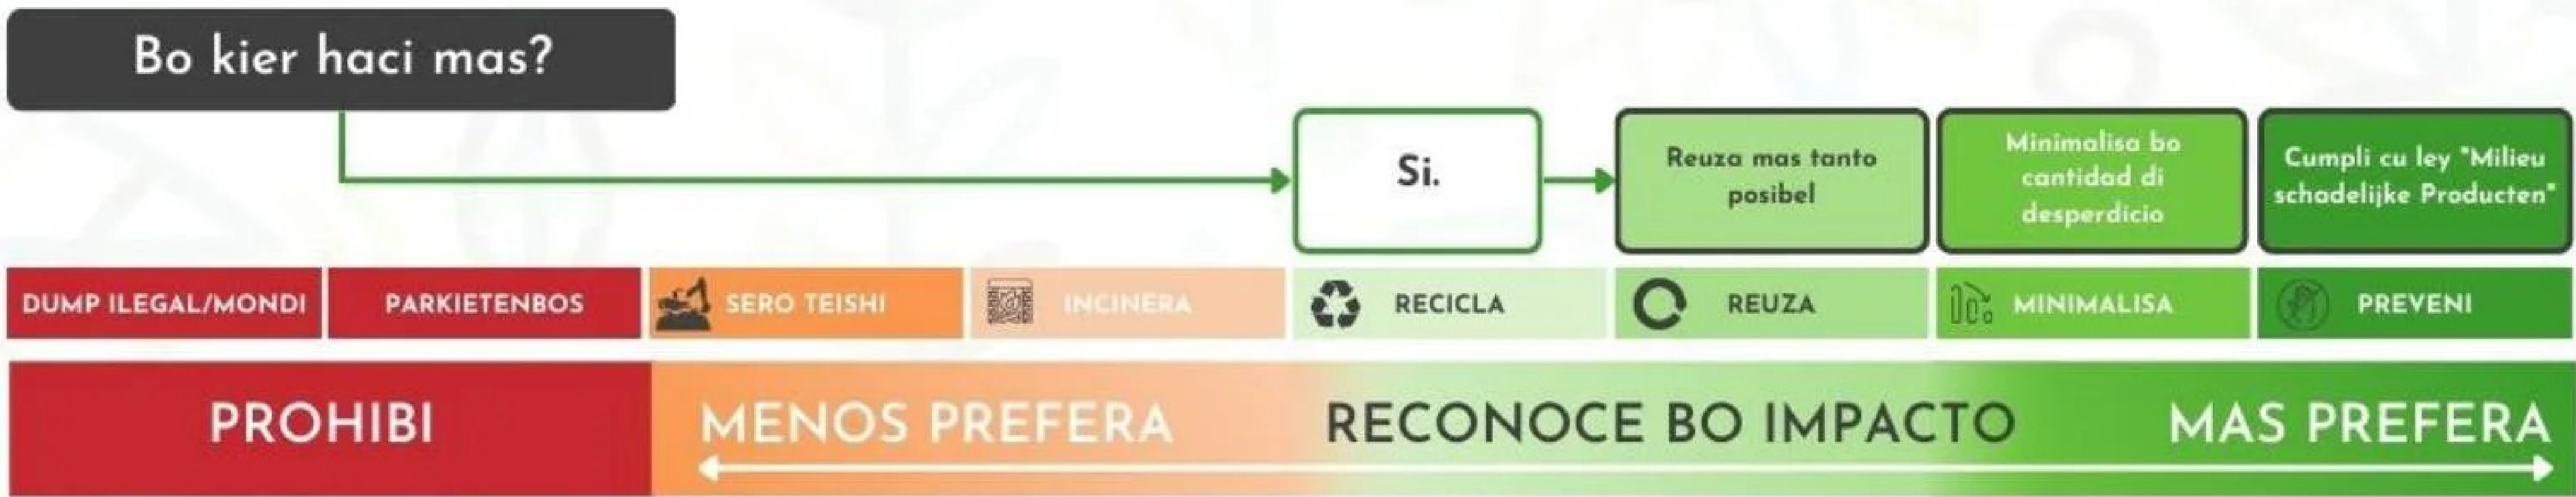 Bo kier haci mas?
Si.
Reuza mas tanto
posibel
Minimalisa bo
cantidad di
desperdicio
Cumpli cu ley "Milieu
schadelijke Producten"
DUMP ILEGAL/MONDI
PARKIETENBOS
SERO TEISHI
INCINERA
RECICLA
REUZA
MINIMALISA
PREVENI
PROHIBI
MENOS PREFERA
RECONOCE BO IMPACTO
MAS PREFERA